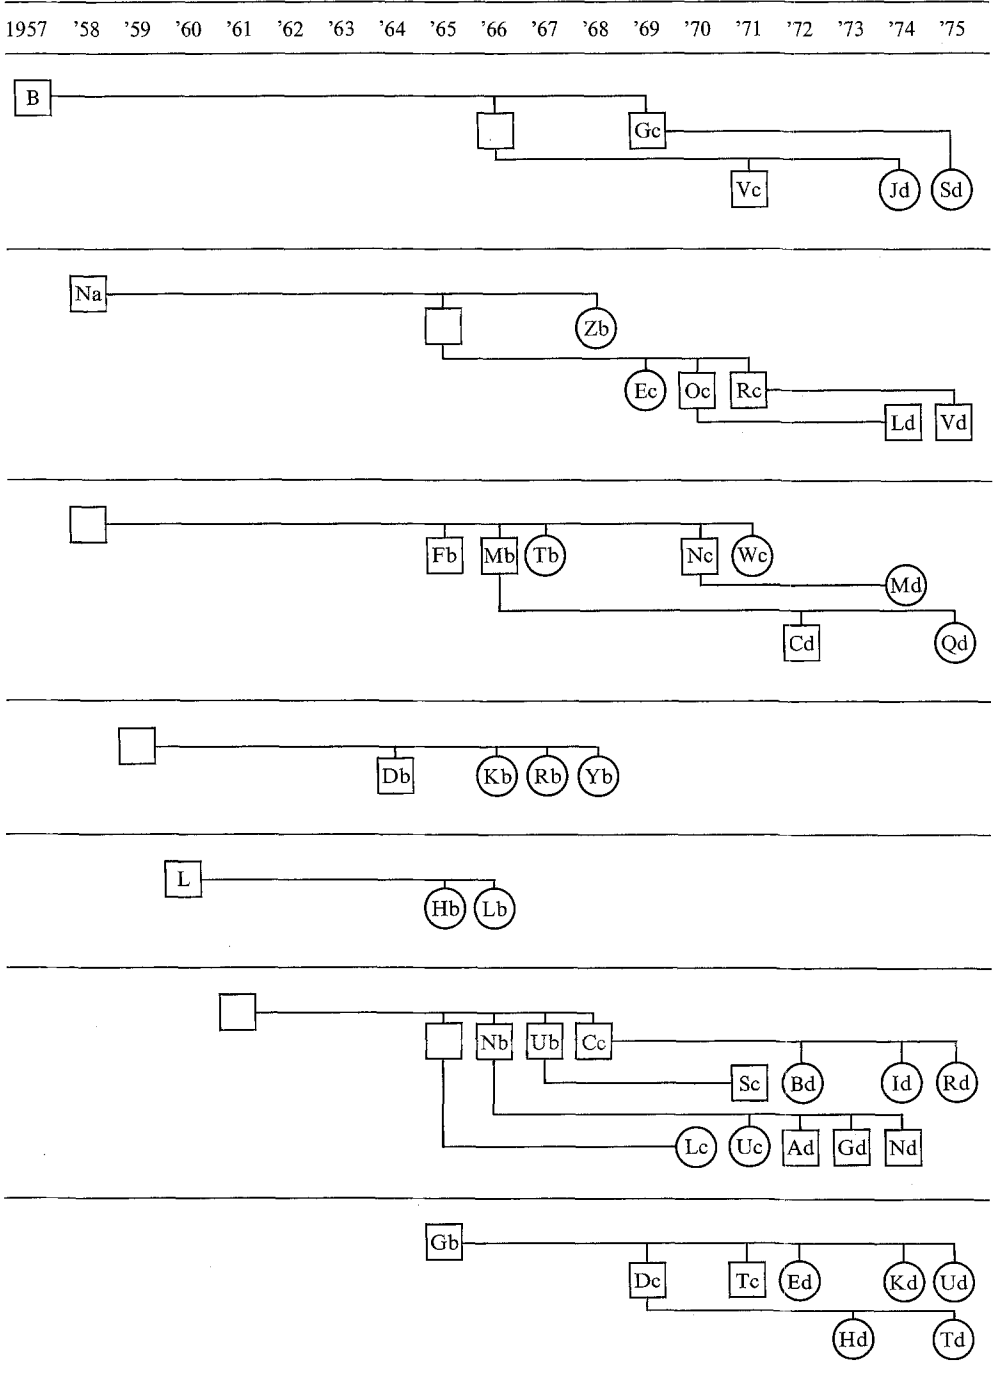 1957 '58 '59 '60 '61 '62 '63 '64 '65 '66 '67 '68 '69 '70 '71 '72 '73 '74 '75
B
Gc
Vc Jd Sd
Na
Zb
Ec Oc Rc
Ld Vd
Fb Mb Tb Nc Wc
Md
Cd Qd
Db Kb Rb Yb
L
Hb Lb
Nb Ub Cc
Sc Bd Id Rd
Lc Uc Ad Gd Nd
Gb
Dc Tc Ed Kd Ud
Hd Td